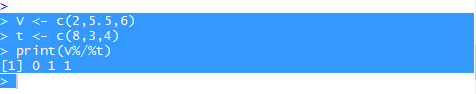 >
> v <- c(2,5.5,6)
> t <- c(8,3,4)
> print(v%/%t)
[1] 0 1 1
>